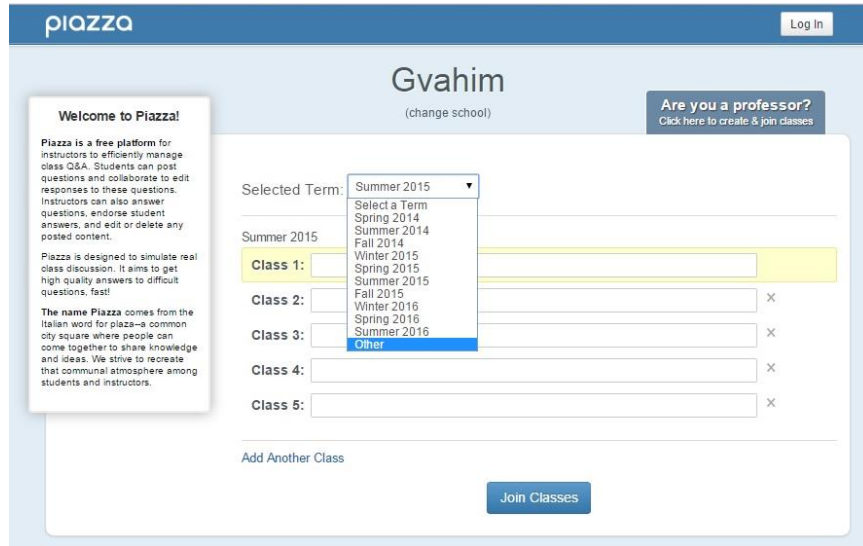 piazza
Log In
Gvahim
(change school)
Are you a professor?
Click here to create & join classes
Welcome to Piazza!
Piazza is a free platform for
instructors to efficiently manage
class Q&A. Students can post
questions and collaborate to edit
responses to these questions.
Instructors can also answer
questions, endorse student
answers, and edit or delete any
posted content.
Piazza is designed to simulate real
class discussion. It aims to get
high quality answers to difficult
questions, fast!
The name Piazza comes from the
Italian word for plaza--a common
city square where people can
come together to share knowledge
and ideas. We strive to recreate
that communal atmosphere among
students and instructors.
Selected Term: Summer 2015
Select a Term
Spring 2014
Summer 2014
Fall 2014
Winter 2015
Spring 2015
Summer 2015
Fall 2015
Winter 2016
Spring 2016
Summer 2016
Other
Summer 2015
Class 1:
Class 2:
Class 3:
Class 4:
Class 5:
Add Another Class
Join Classes